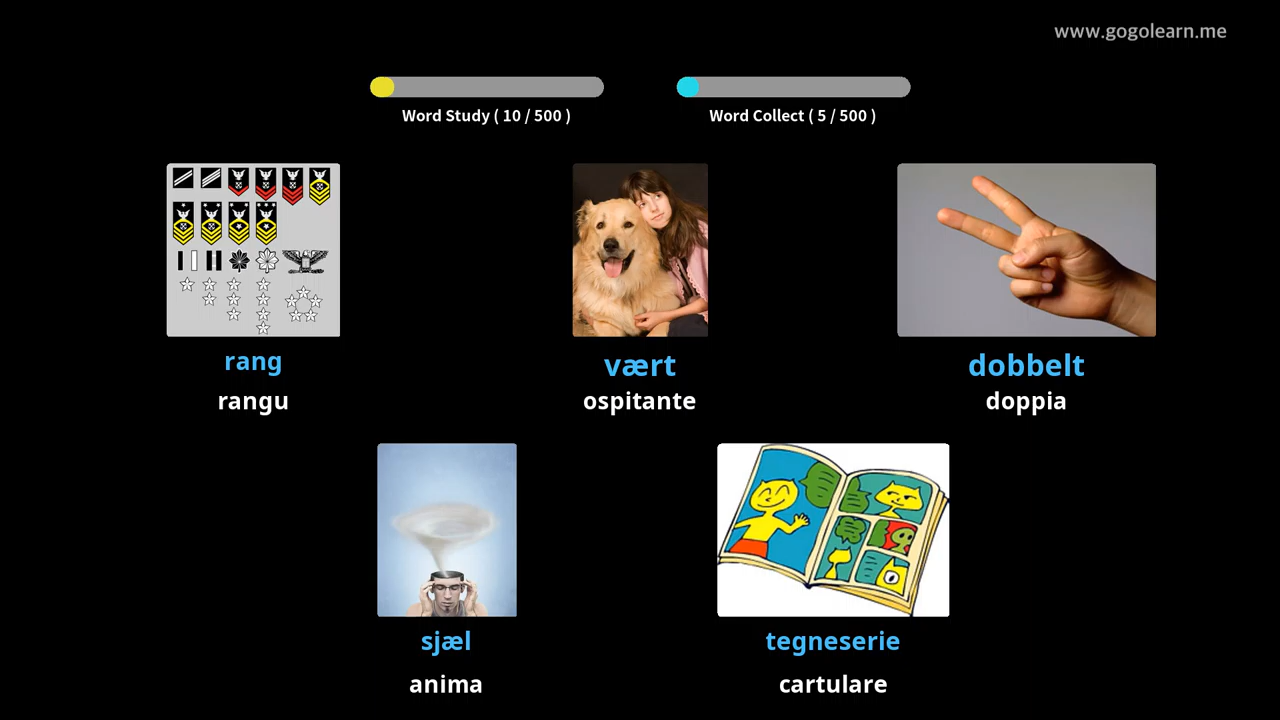 www.gogolearn.me
Word Study ( 10 / 500 )
Word Collect ( 5 / 500 )
rang
rangu
vært
ospitante
dobbelt
doppia
sjæl
anima
tegneserie
cartulare